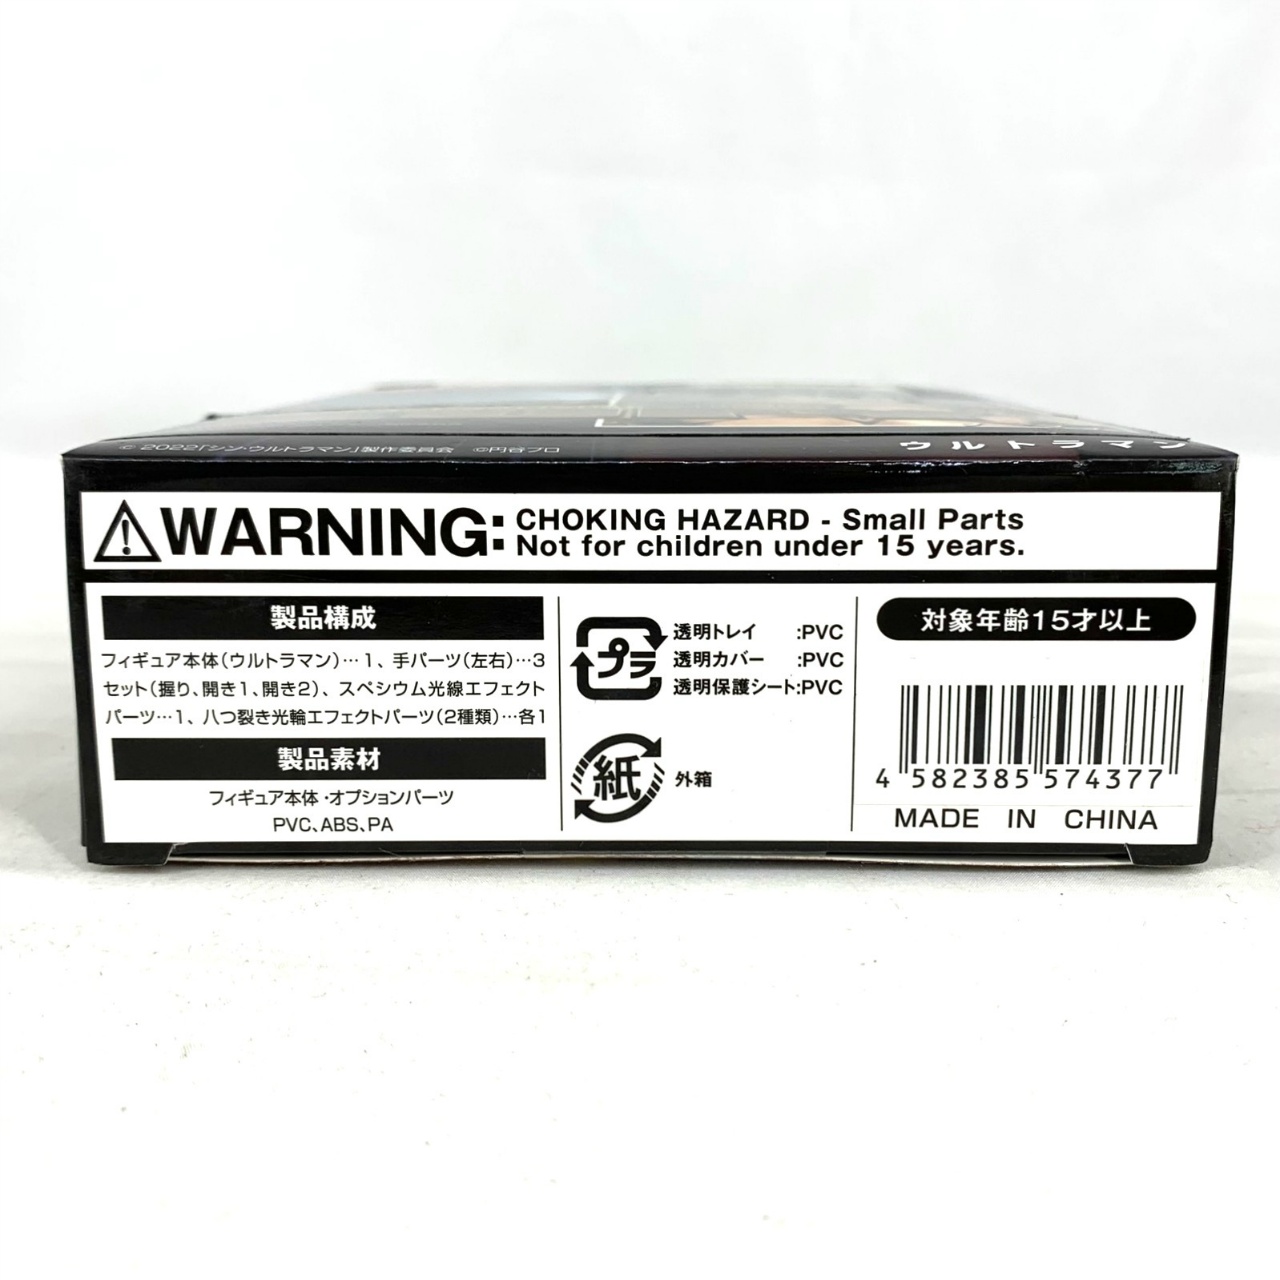 © 2022「シン・ウルトラマン」製作委員会 ©円谷プロ
ウルトラマン
WARNING: CHOKING HAZARD - Small Parts
Not for children under 15 years.
製品構成
フィギュア本体(ウルトラマン)…1、手パーツ(左右)…3
セット(握り、開き1、開き2)、スペシウム光線エフェクト
パーツ…1、八つ裂き光輪エフェクトパーツ(2種類)…各1
製品素材
フィギュア本体・オプションパーツ
PVC、ABS、PA
プラ
透明トレイ :PVC
透明カバー :PVC
透明保護シート:PVC
紙
外箱
対象年齢15才以上
4 582385 574377
MADE IN CHINA